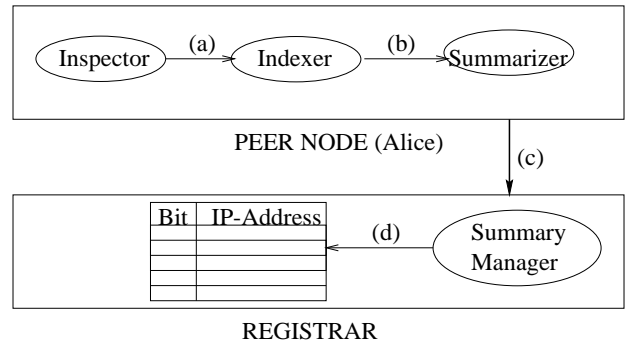 (a) (b)
Inspector Indexer Summarizer
PEER NODE (Alice)
(c)
Bit IP-Address
(d)
Summary
Manager
REGISTRAR